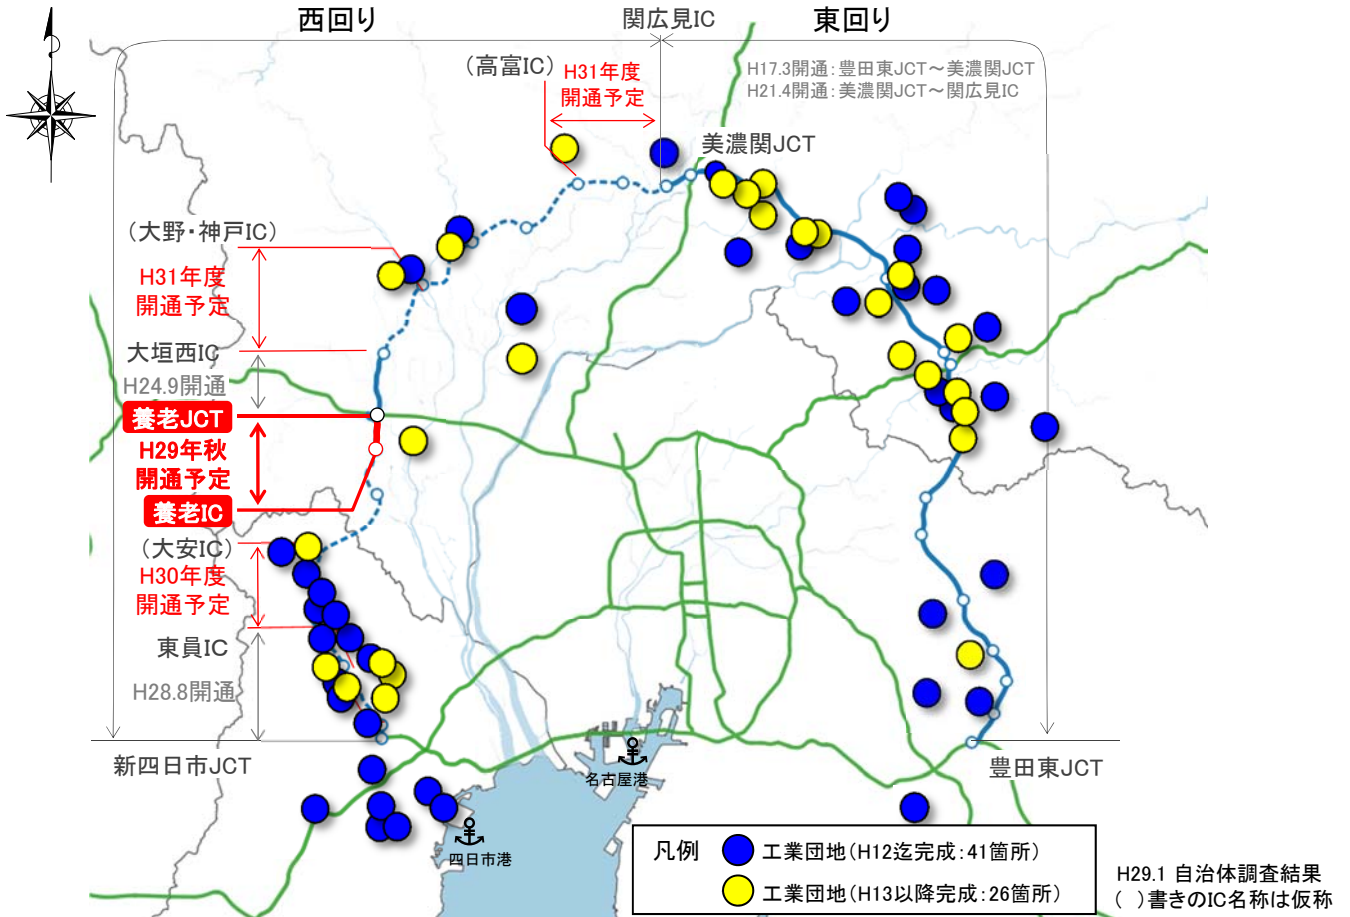 西回り
関広見IC
東回り
(高富IC)
H31年度
開通予定
H17.3開通:豊田東JCT～美濃関JCT
H21.4開通:美濃関JCT～関広見IC
美濃関JCT
(大野・神戸IC)
H31年度
開通予定
大垣西IC
H24.9開通
養老JCT
H29年秋
開通予定
養老IC
(大安IC)
H30年度
開通予定
東員IC
H28.8開通
新四日市JCT
豊田東JCT
名古屋港
四日市港
凡例
工業団地(H12迄完成:41箇所)
工業団地(H13以降完成:26箇所)
H29.1 自治体調査結果
( )書きのIC名称は仮称